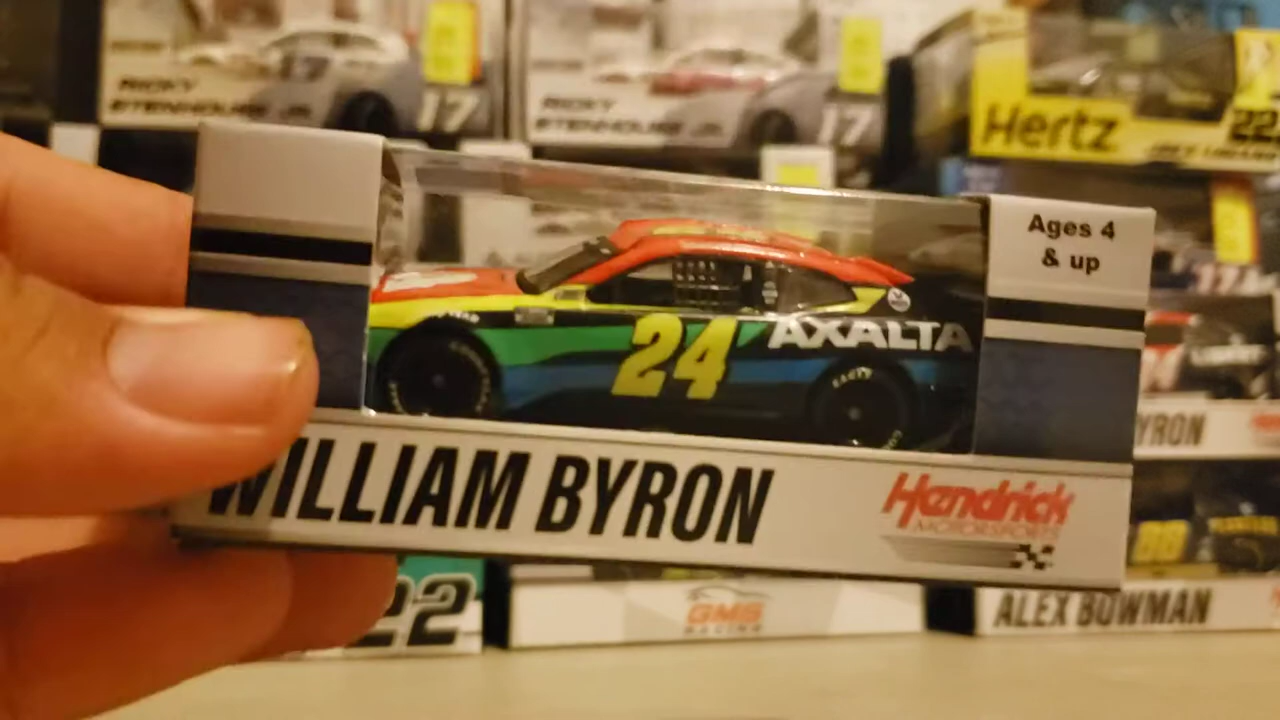 RICKY
STENHOUSE JR.
17
RICKY
STENHOUSE JR.
17
Hertz
22
Ages 4
& up
24
AXALTA
EAGLE
WILLIAM BYRON
Hendrick
MOTORSPORTS
BYRON
88
22
GMS
RACING
ALEX BOWMAN